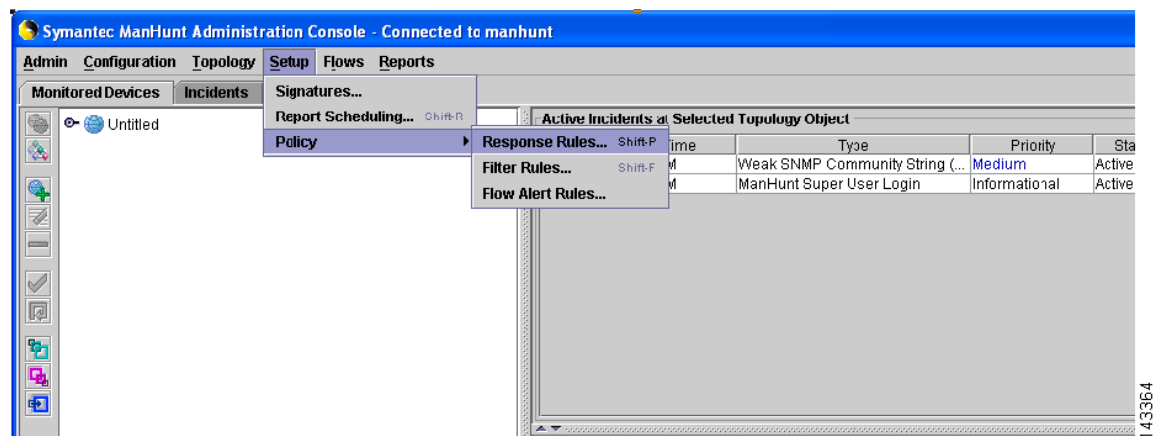 Symantec ManHunt Administration Console - Connected to manhunt
Admin Configuration Topology Setup Flows Reports
Monitored Devices Incidents
Signatures...
Report Scheduling... Shift-R
Policy
Untitled
Response Rules... Shift-P
Filter Rules... Shift-F
Flow Alert Rules...
Active Incidents at Selected Topology Object
ime Type Priority Sta
M Weak SNMP Community String (... Medium Active
M ManHunt Super User Login Informational Active
143364